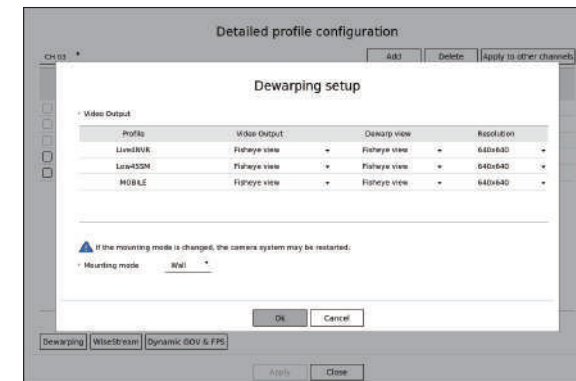 Detailed profile configuration
CH 03
Add Delete Apply to other channels
Dewarping setup
Video Output
Profile Video Output Dewarp view Resolution
Live4NVR Fisheye view Fisheye view 640x640
Low4SSM Fisheye view Fisheye view 640x640
MOBILE Fisheye view Fisheye view 640x640
If the mounting mode is changed, the camera system may be restarted.
Mounting mode Wall
Ok Cancel
Dewarping WiseStream Dynamic GOV & FPS
Apply Close